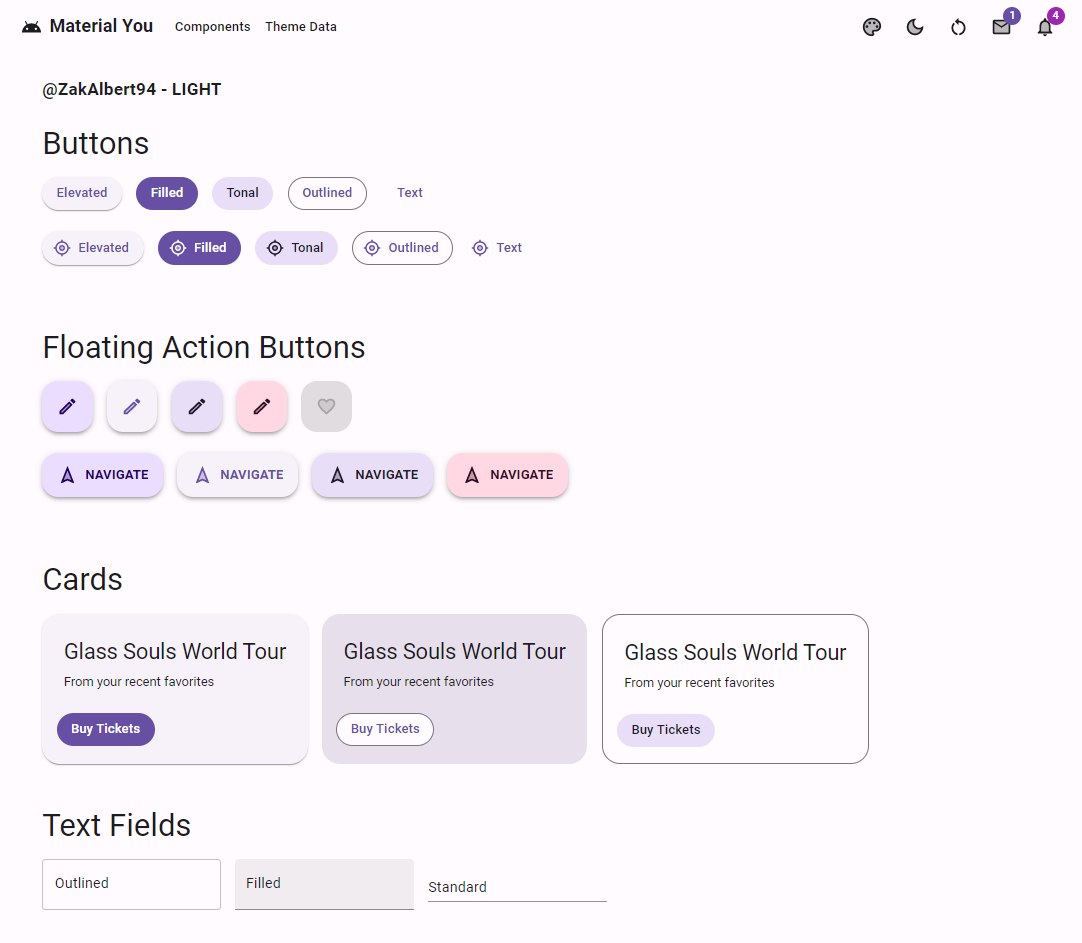 Material You Components Theme Data 1 4
@ZakAlbert94 - LIGHT
Buttons
Elevated Filled Tonal Outlined Text
Elevated Filled Tonal Outlined Text
Floating Action Buttons
NAVIGATE NAVIGATE NAVIGATE NAVIGATE
Cards
Glass Souls World Tour
From your recent favorites
Buy Tickets
Glass Souls World Tour
From your recent favorites
Buy Tickets
Glass Souls World Tour
From your recent favorites
Buy Tickets
Text Fields
Outlined Filled Standard